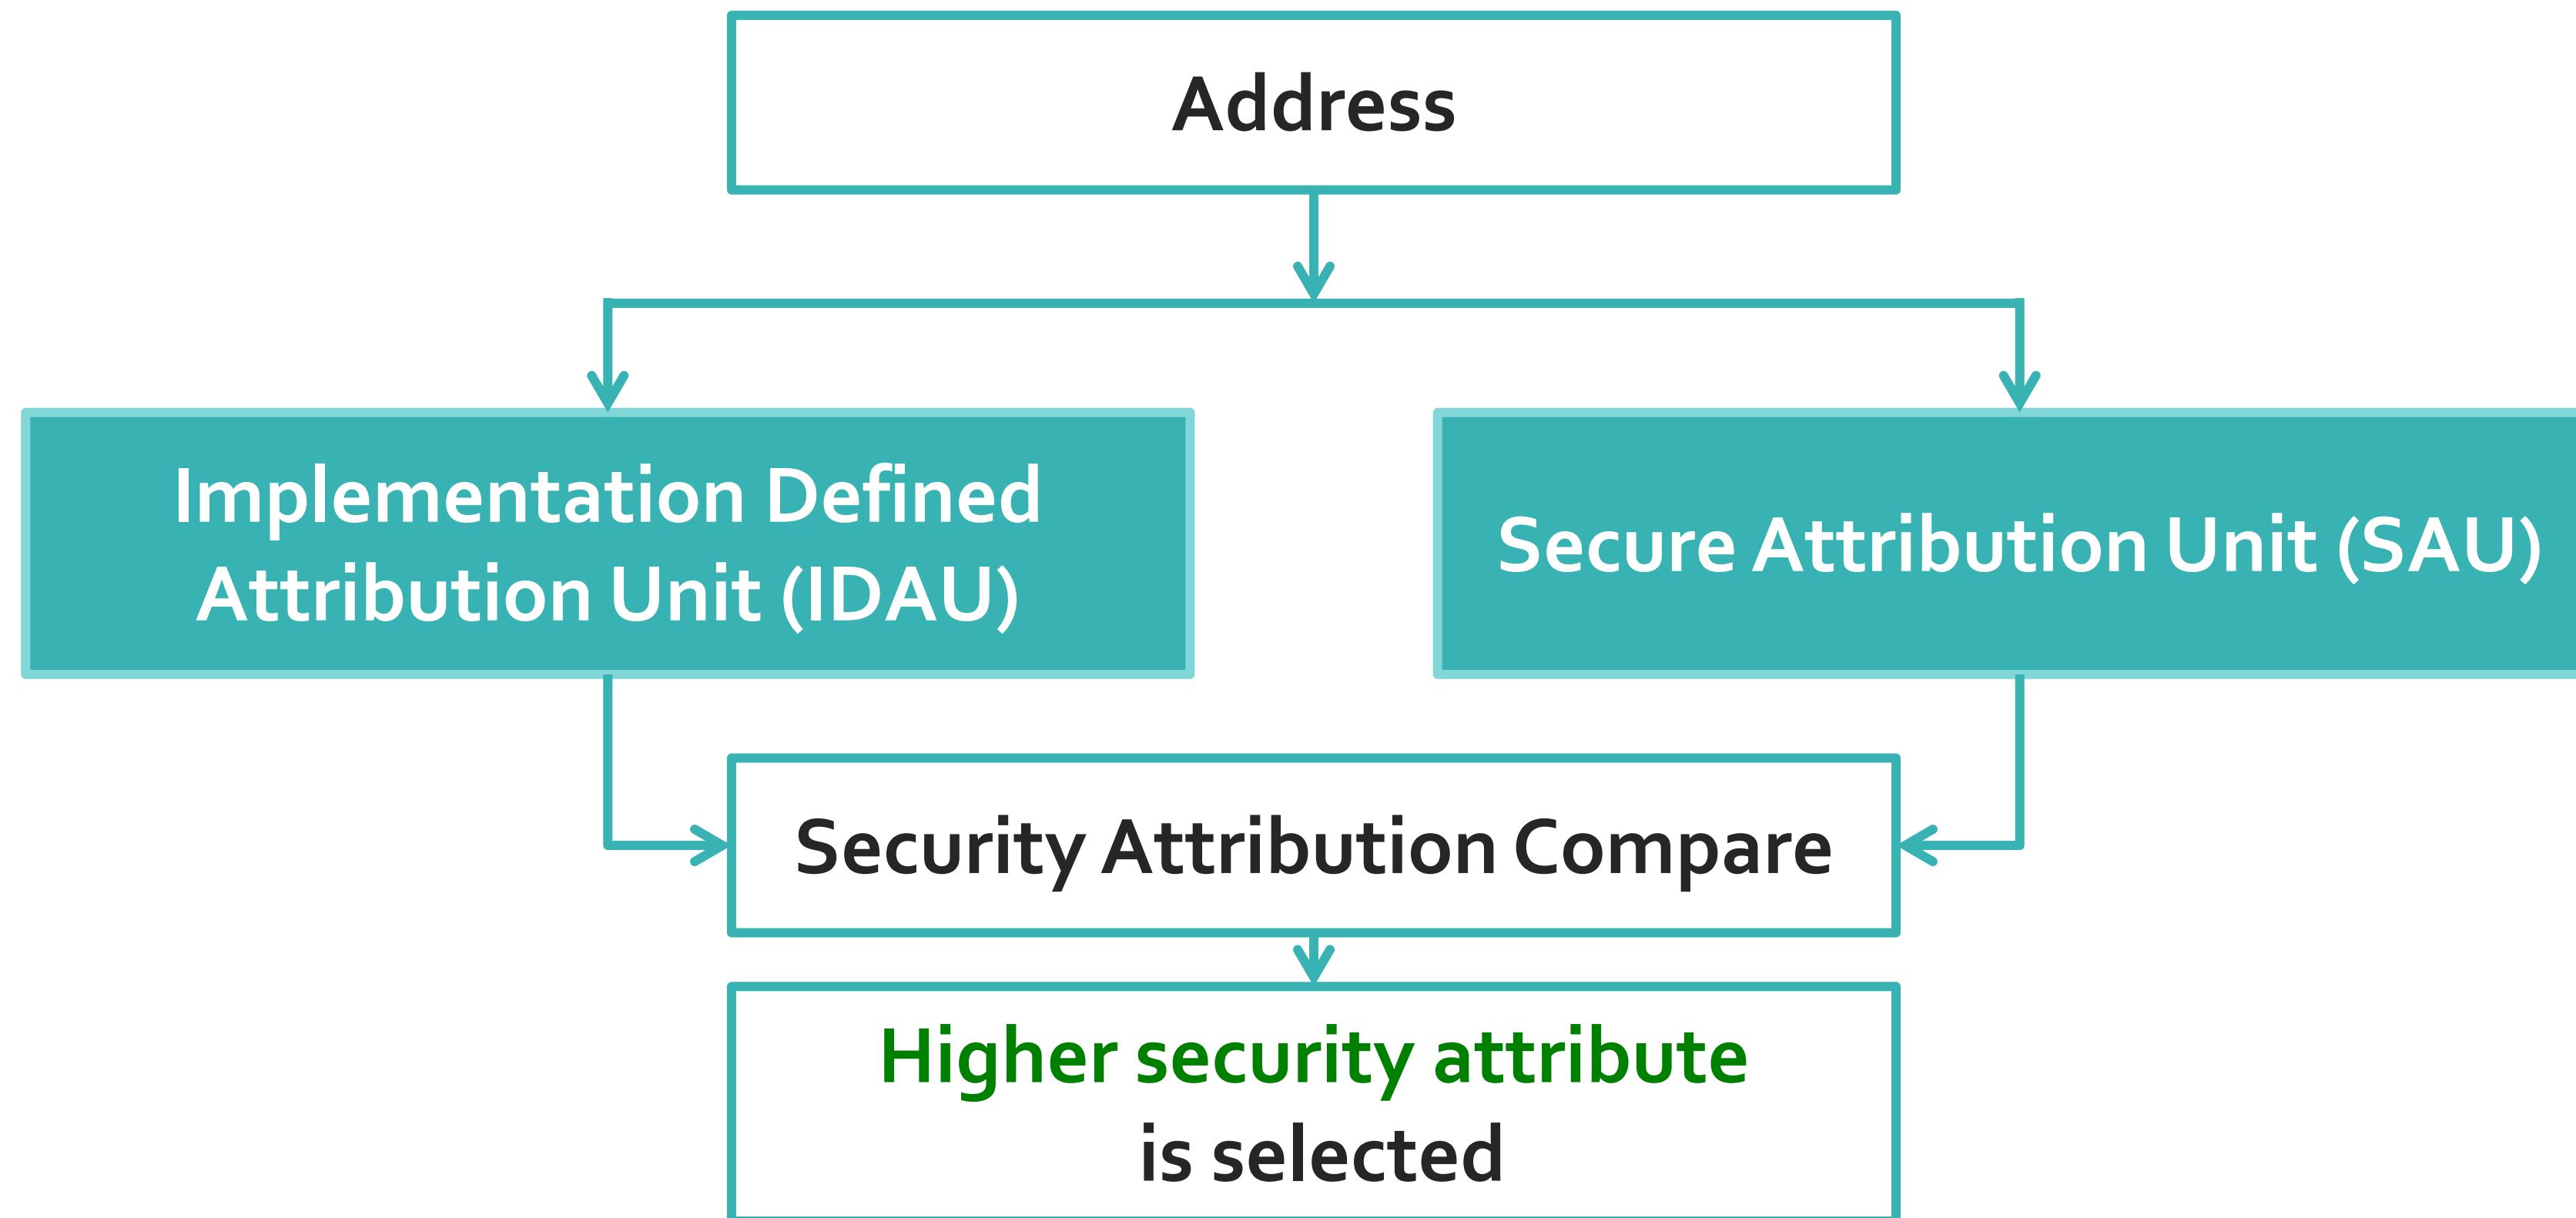 Address
Implementation Defined
Attribution Unit (IDAU)
Secure Attribution Unit (SAU)
Security Attribution Compare
Higher security attribute
is selected